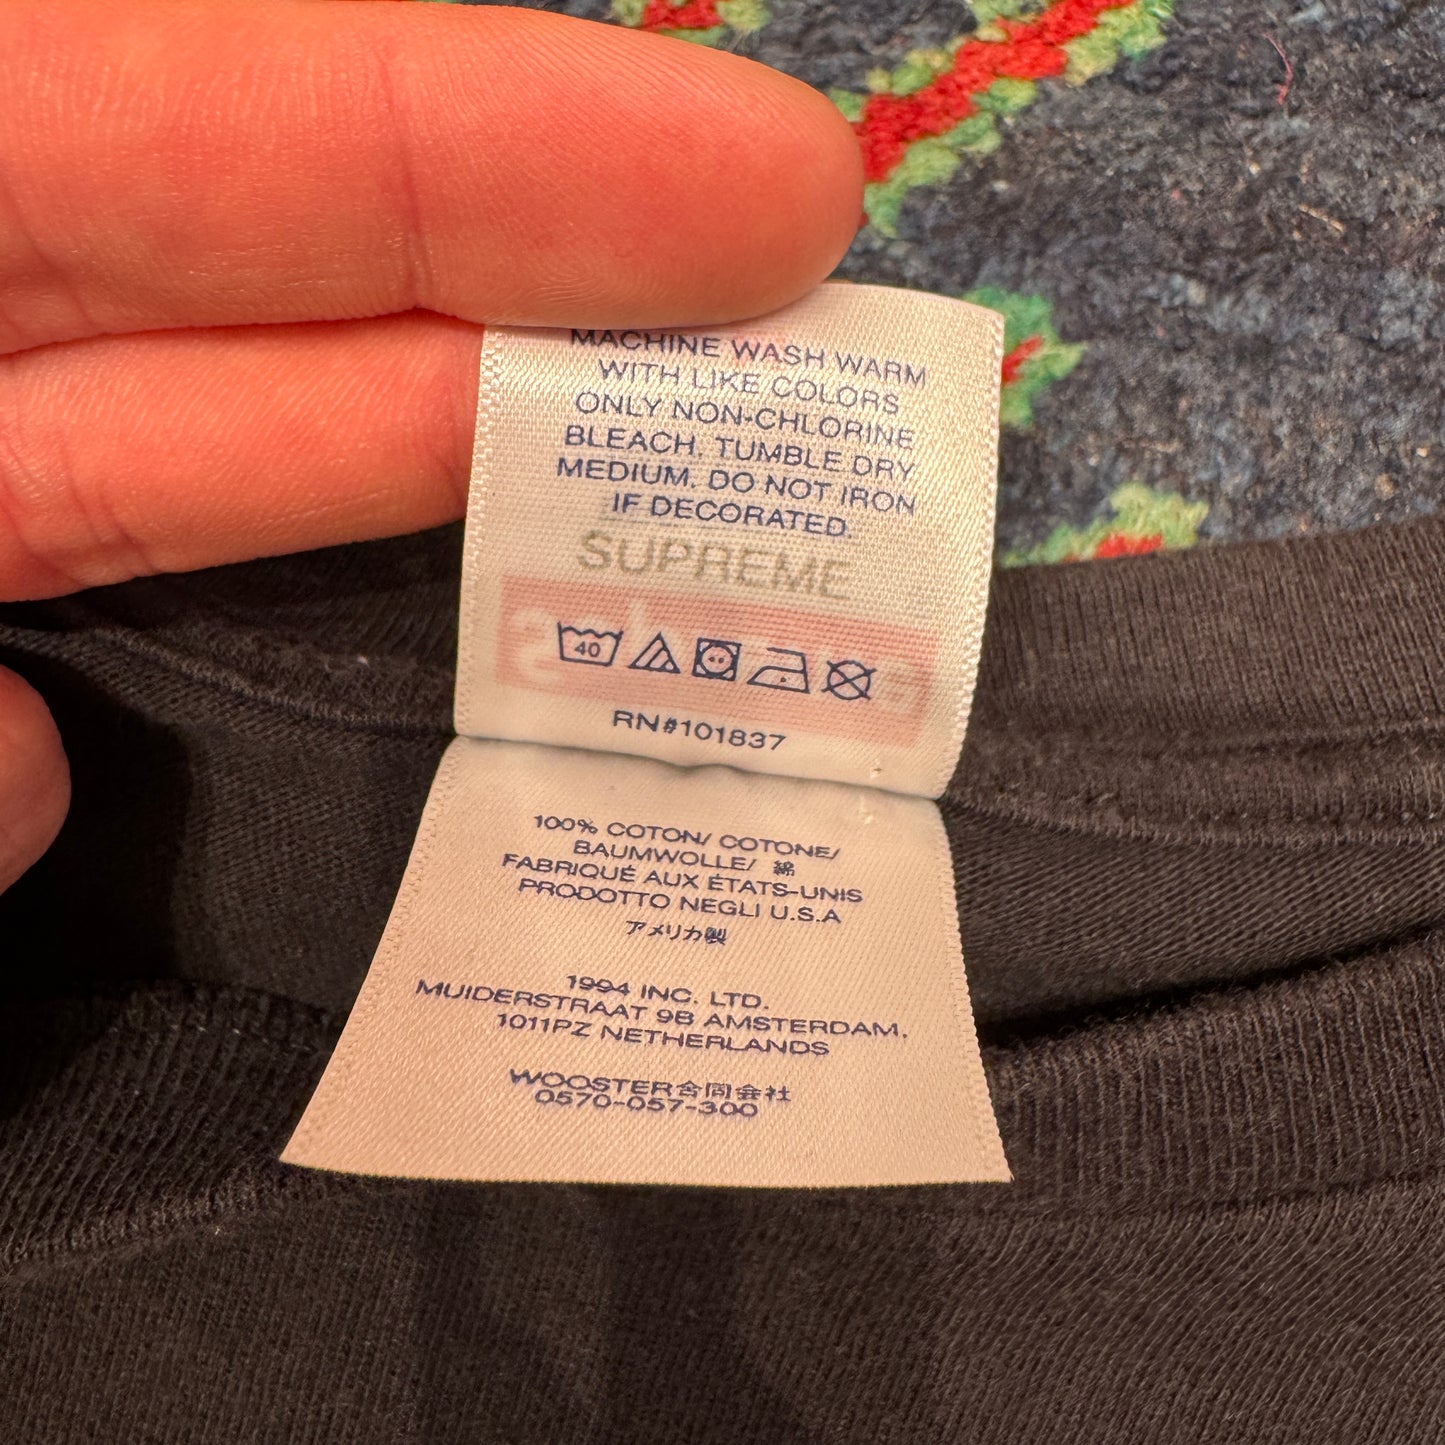 MACHINE WASH WARM
WITH LIKE COLORS
ONLY NON-CHLORINE
BLEACH. TUMBLE DRY
MEDIUM. DO NOT IRON
IF DECORATED.
SUPREME
40
RN#101837
100% COTON/ COTONE/
BAUMWOLLE/ 綿
FABRIQUÉ AUX ÉTATS-UNIS
PRODOTTO NEGLI U.S.A
アメリカ製
1994 INC. LTD.
MUIDERSTRAAT 9B AMSTERDAM,
1011PZ NETHERLANDS
WOOSTER合同会社
0570-057-300